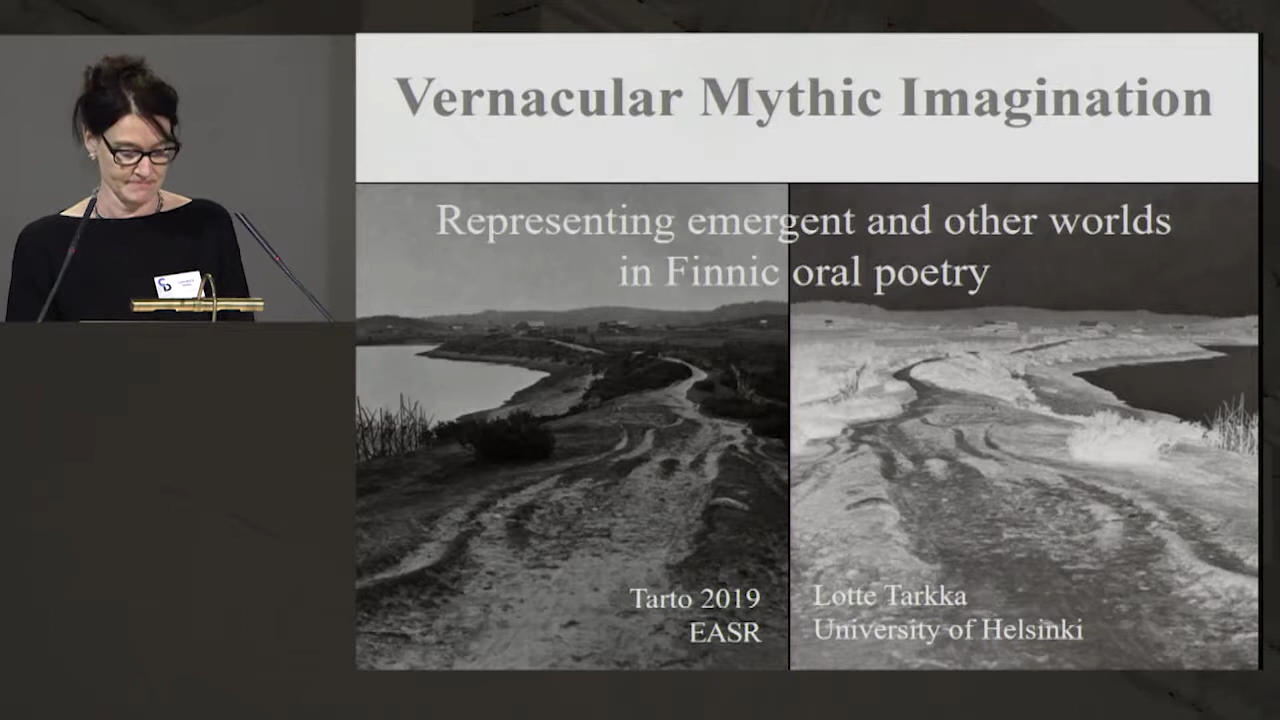 Vernacular Mythic Imagination
Representing emergent and other worlds
in Finnic oral poetry
Tarto 2019
EASR
Lotte Tarkka
University of Helsinki